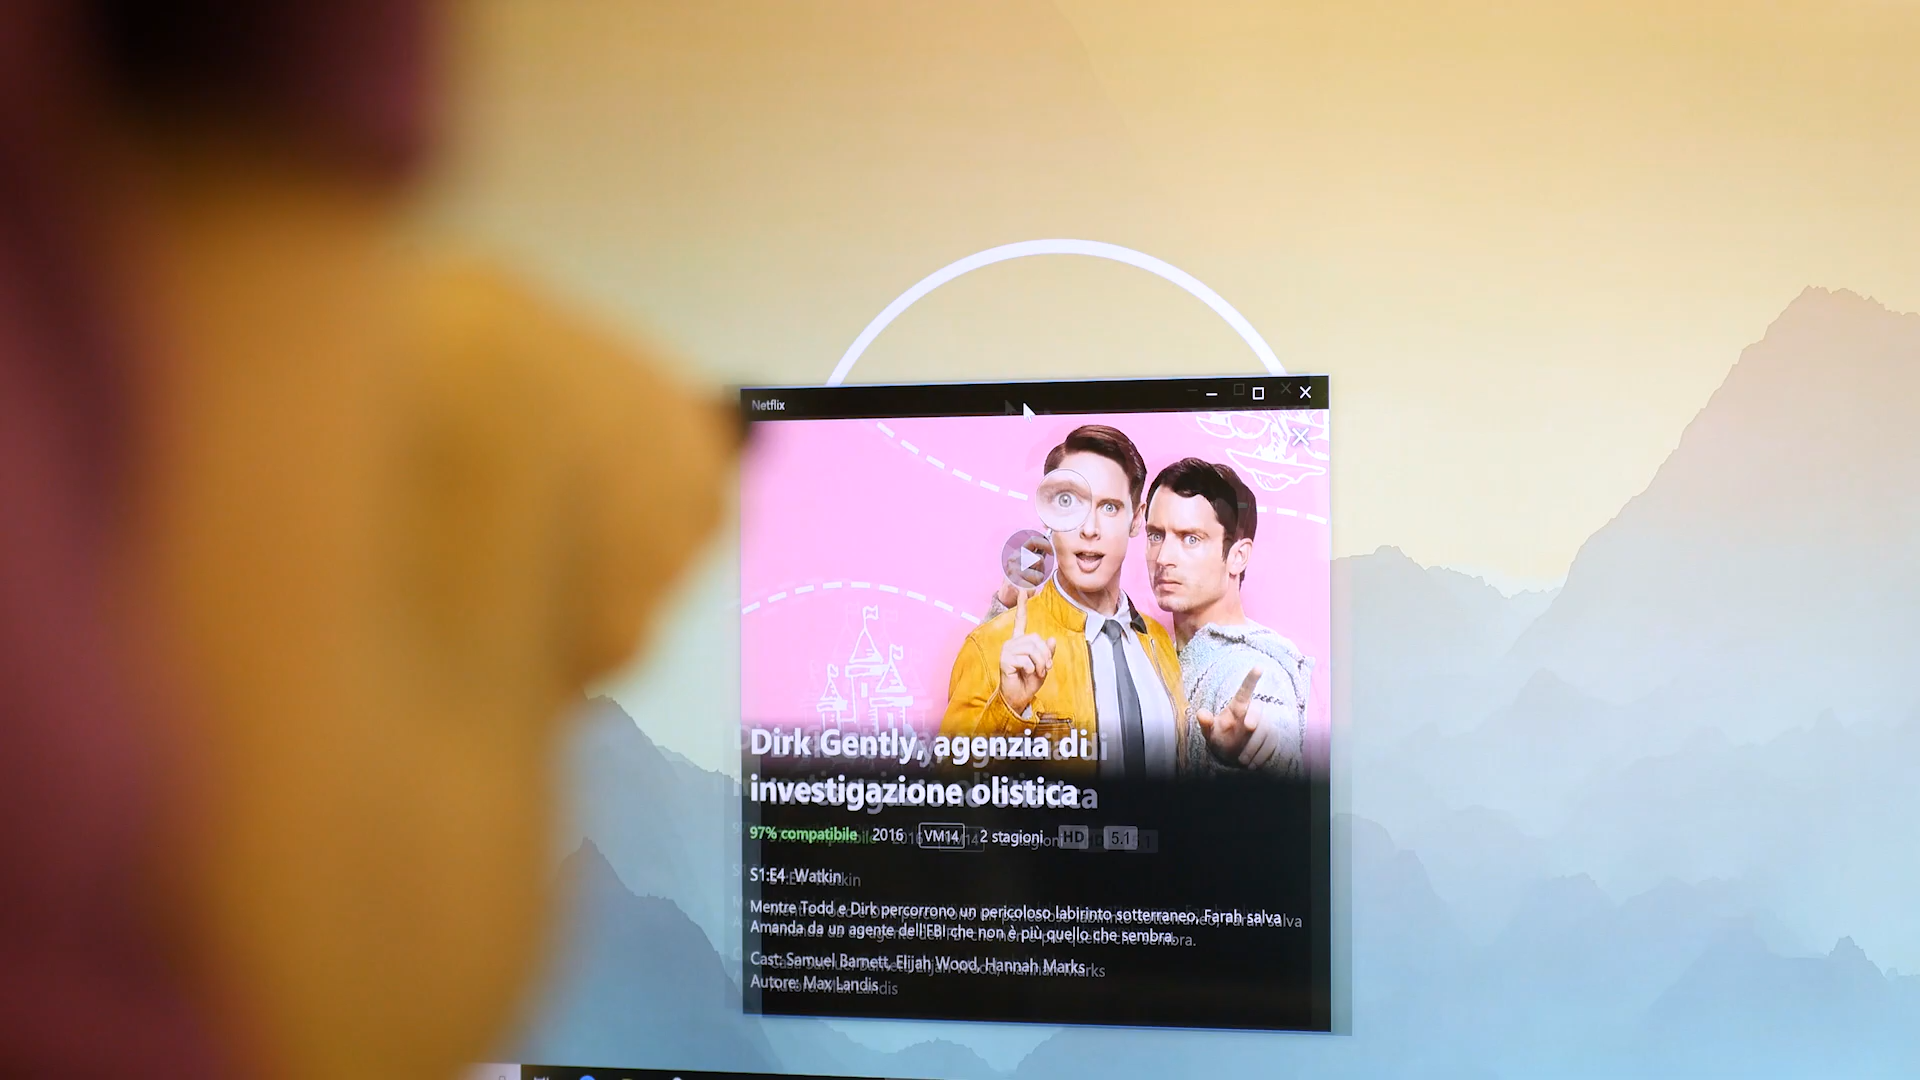 Netflix
Dirk Gently, agenzia di
investigazione olistica
97% compatibile 2016 VM14 2 stagioni HD 5.1
S1:E4 Watkin
Mentre Todd e Dirk percorrono un pericoloso labirinto sotterraneo, Farah salva
Amanda da un agente dell'FBI che non è più quello che sembra.
Cast: Samuel Barnett, Elijah Wood, Hannah Marks
Autore: Max Landis